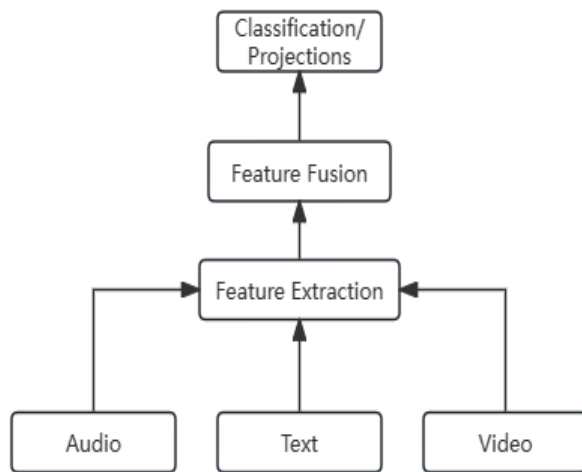 Classification/
Projections
Feature Fusion
Feature Extraction
Audio
Text
Video